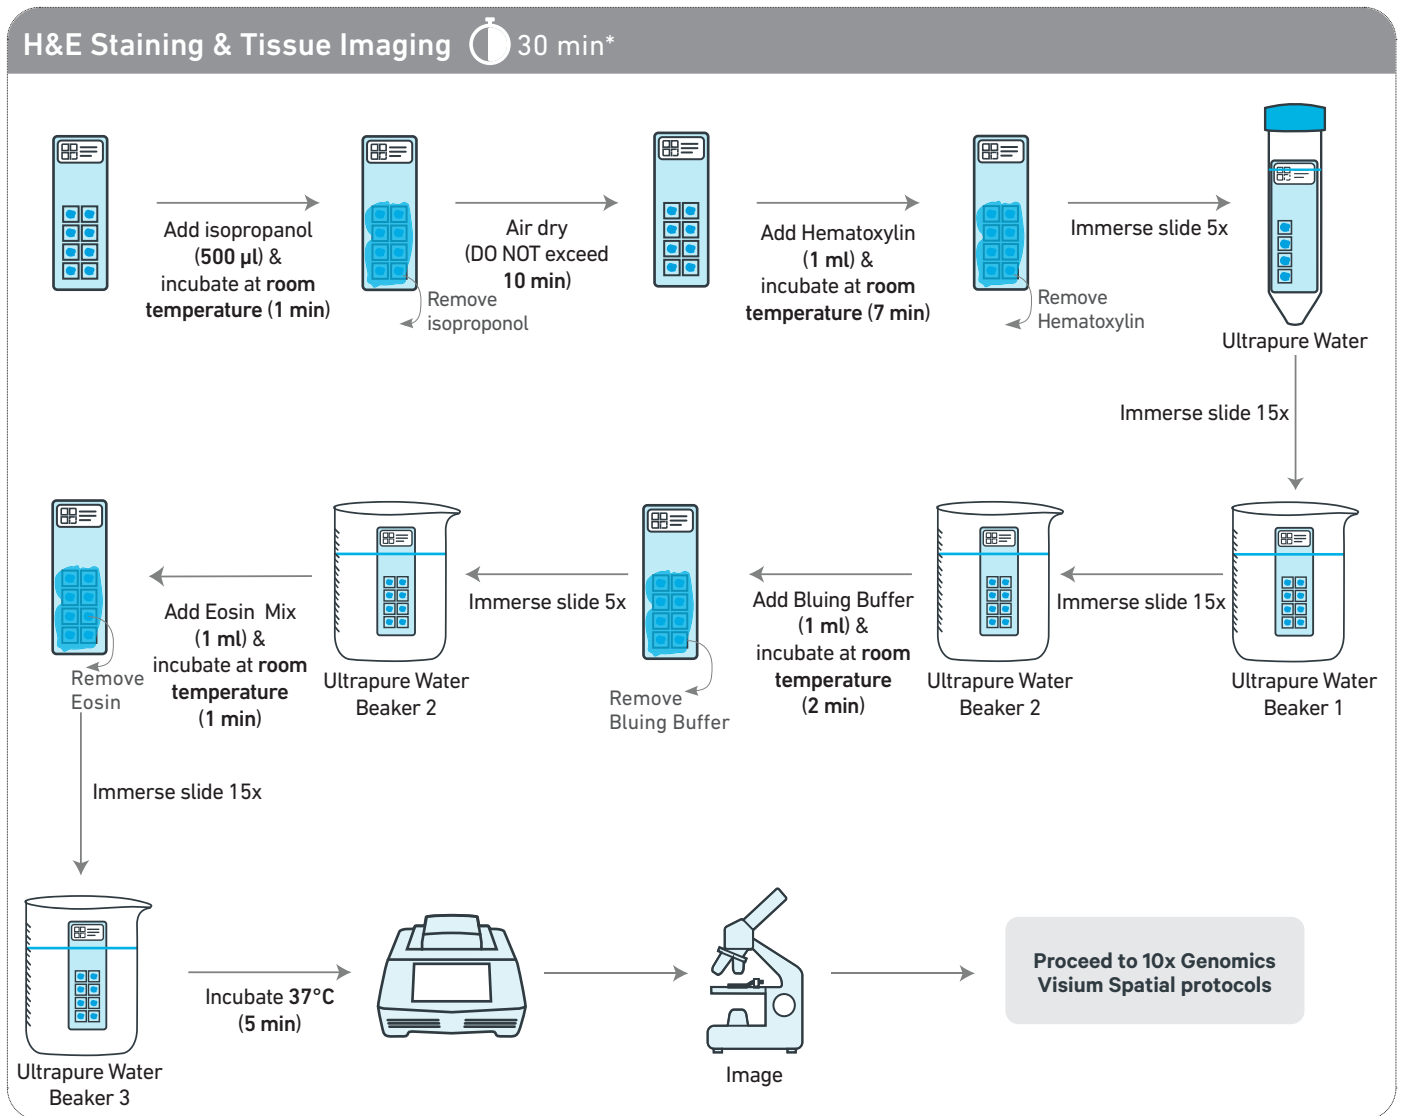 H&E Staining & Tissue Imaging 30 min*
Add isopropanol
(500 µl) &
incubate at room
temperature (1 min)
Remove
isoproponol
Air dry
(DO NOT exceed
10 min)
Add Hematoxylin
(1 ml) &
incubate at room
temperature (7 min)
Remove
Hematoxylin
Immerse slide 5x
Ultrapure Water
Immerse slide 15x
Ultrapure Water
Beaker 1
Immerse slide 15x
Ultrapure Water
Beaker 2
Add Bluing Buffer
(1 ml) &
incubate at room
temperature
(2 min)
Remove
Bluing Buffer
Immerse slide 5x
Ultrapure Water
Beaker 2
Add Eosin Mix
(1 ml) &
incubate at room
temperature
(1 min)
Remove
Eosin
Immerse slide 15x
Ultrapure Water
Beaker 3
Incubate 37°C
(5 min)
Image
Proceed to 10x Genomics
Visium Spatial protocols